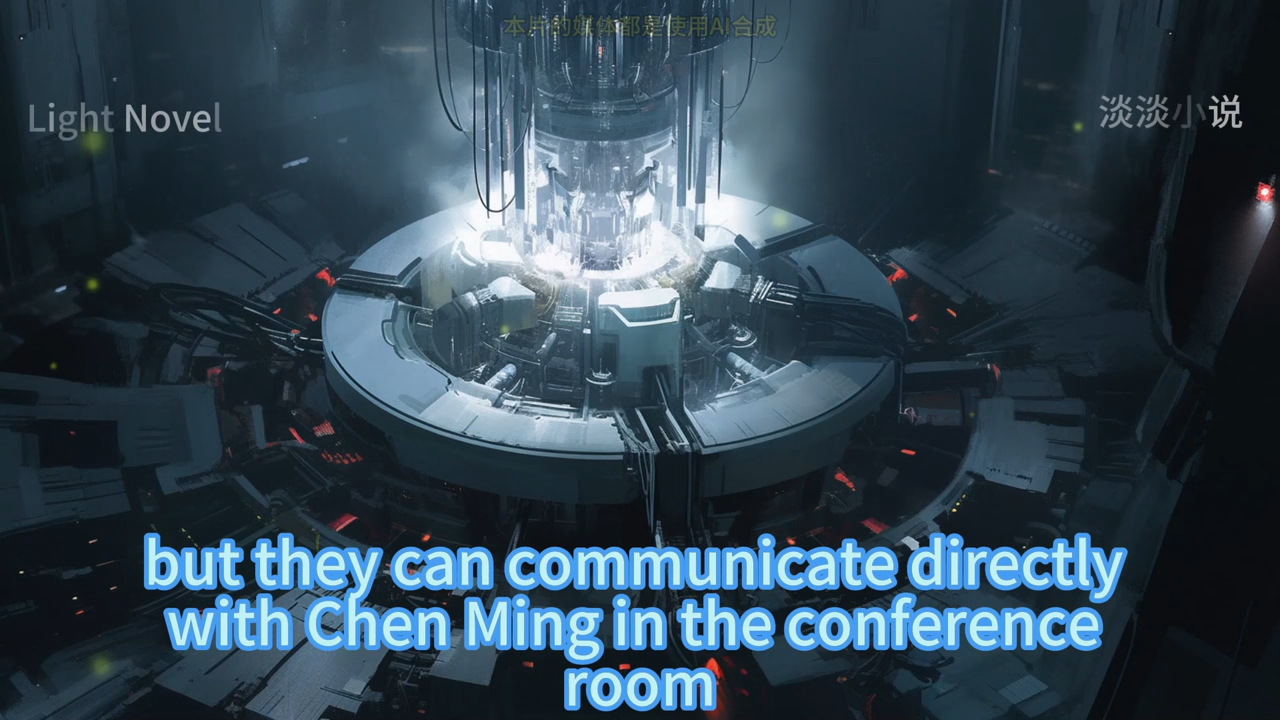 本片的媒体都是使用AI合成
Light Novel
淡淡小说
but they can communicate directly
with Chen Ming in the conference
room